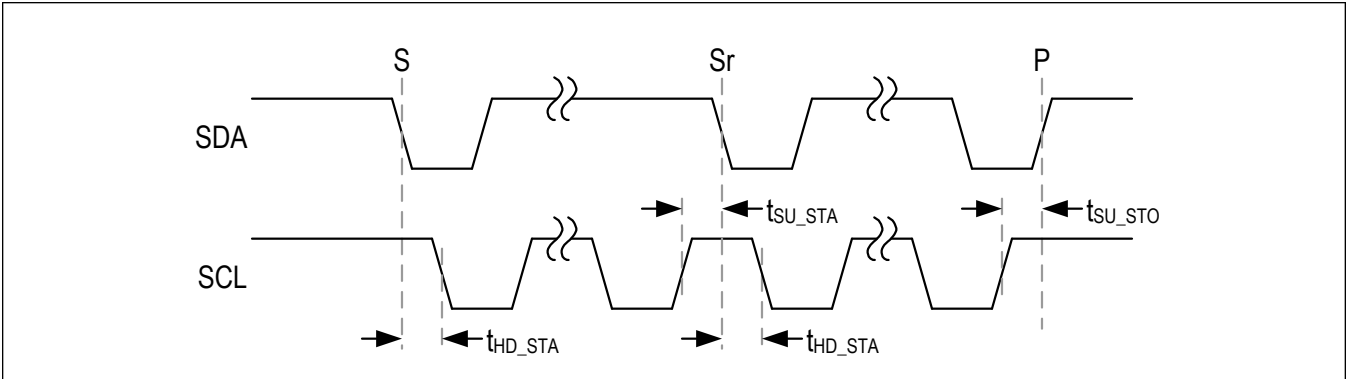 S Sr P
SDA
tSU_STA tSU_STO
SCL
tHD_STA tHD_STA